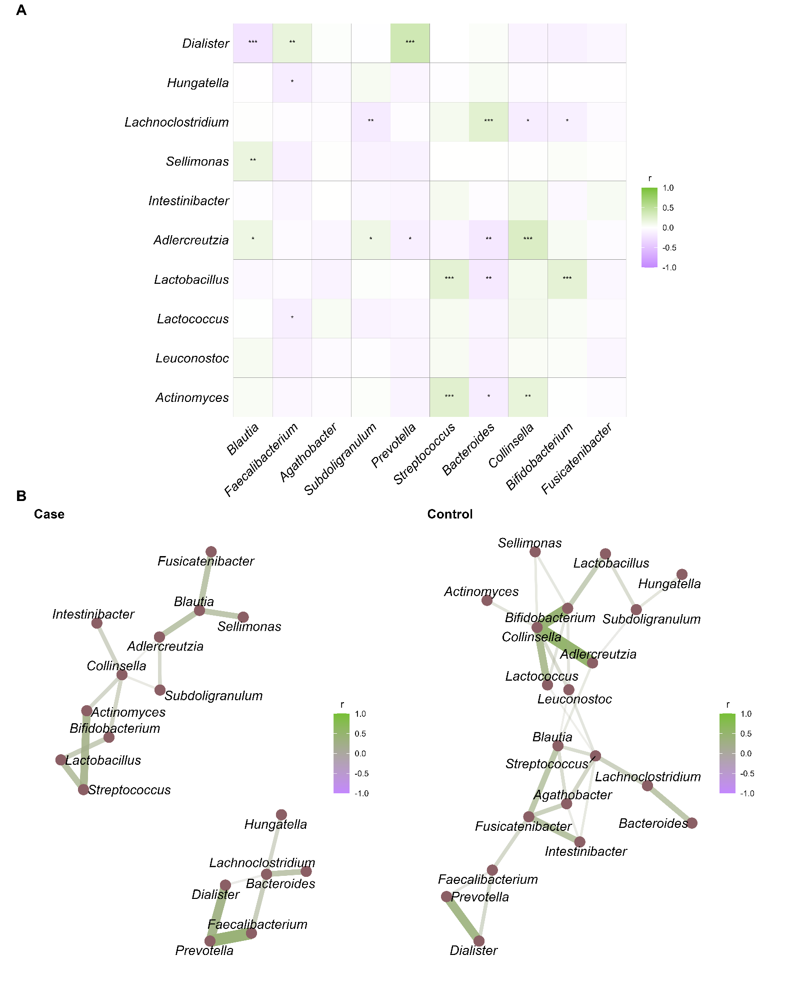 A
Dialister
*** ** ***
Hungatella
*
Lachnoclostridium
** *** * *
Sellimonas
**
Intestinibacter
Adlercreutzia
* * * ** ***
Lactobacillus
*** ** ***
Lactococcus
*
Leuconostoc
Actinomyces
*** * **
r
1.0
0.5
0.0
-0.5
-1.0
Blautia
Faecalibacterium
Agathobacter
Subdoligranulum
Prevotella
Streptococcus
Bacteroides
Collinsella
Bifidobacterium
Fusicatenibacter
B
Case
Fusicatenibacter
Blautia
Intestinibacter
Sellimonas
Adlercreutzia
Collinsella
Subdoligranulum
Actinomyces
Bifidobacterium
Lactobacillus
Streptococcus
Hungatella
Lachnoclostridium
Bacteroides
Dialister
Faecalibacterium
Prevotella
r
1.0
0.5
0.0
-0.5
-1.0
Control
Sellimonas
Lactobacillus
Hungatella
Actinomyces
Bifidobacterium
Subdoligranulum
Collinsella
Adlercreutzia
Lactococcus
Leuconostoc
Blautia
Streptococcus
Lachnoclostridium
Agathobacter
Bacteroides
Fusicatenibacter
Intestinibacter
Faecalibacterium
Prevotella
Dialister
r
1.0
0.5
0.0
-0.5
-1.0